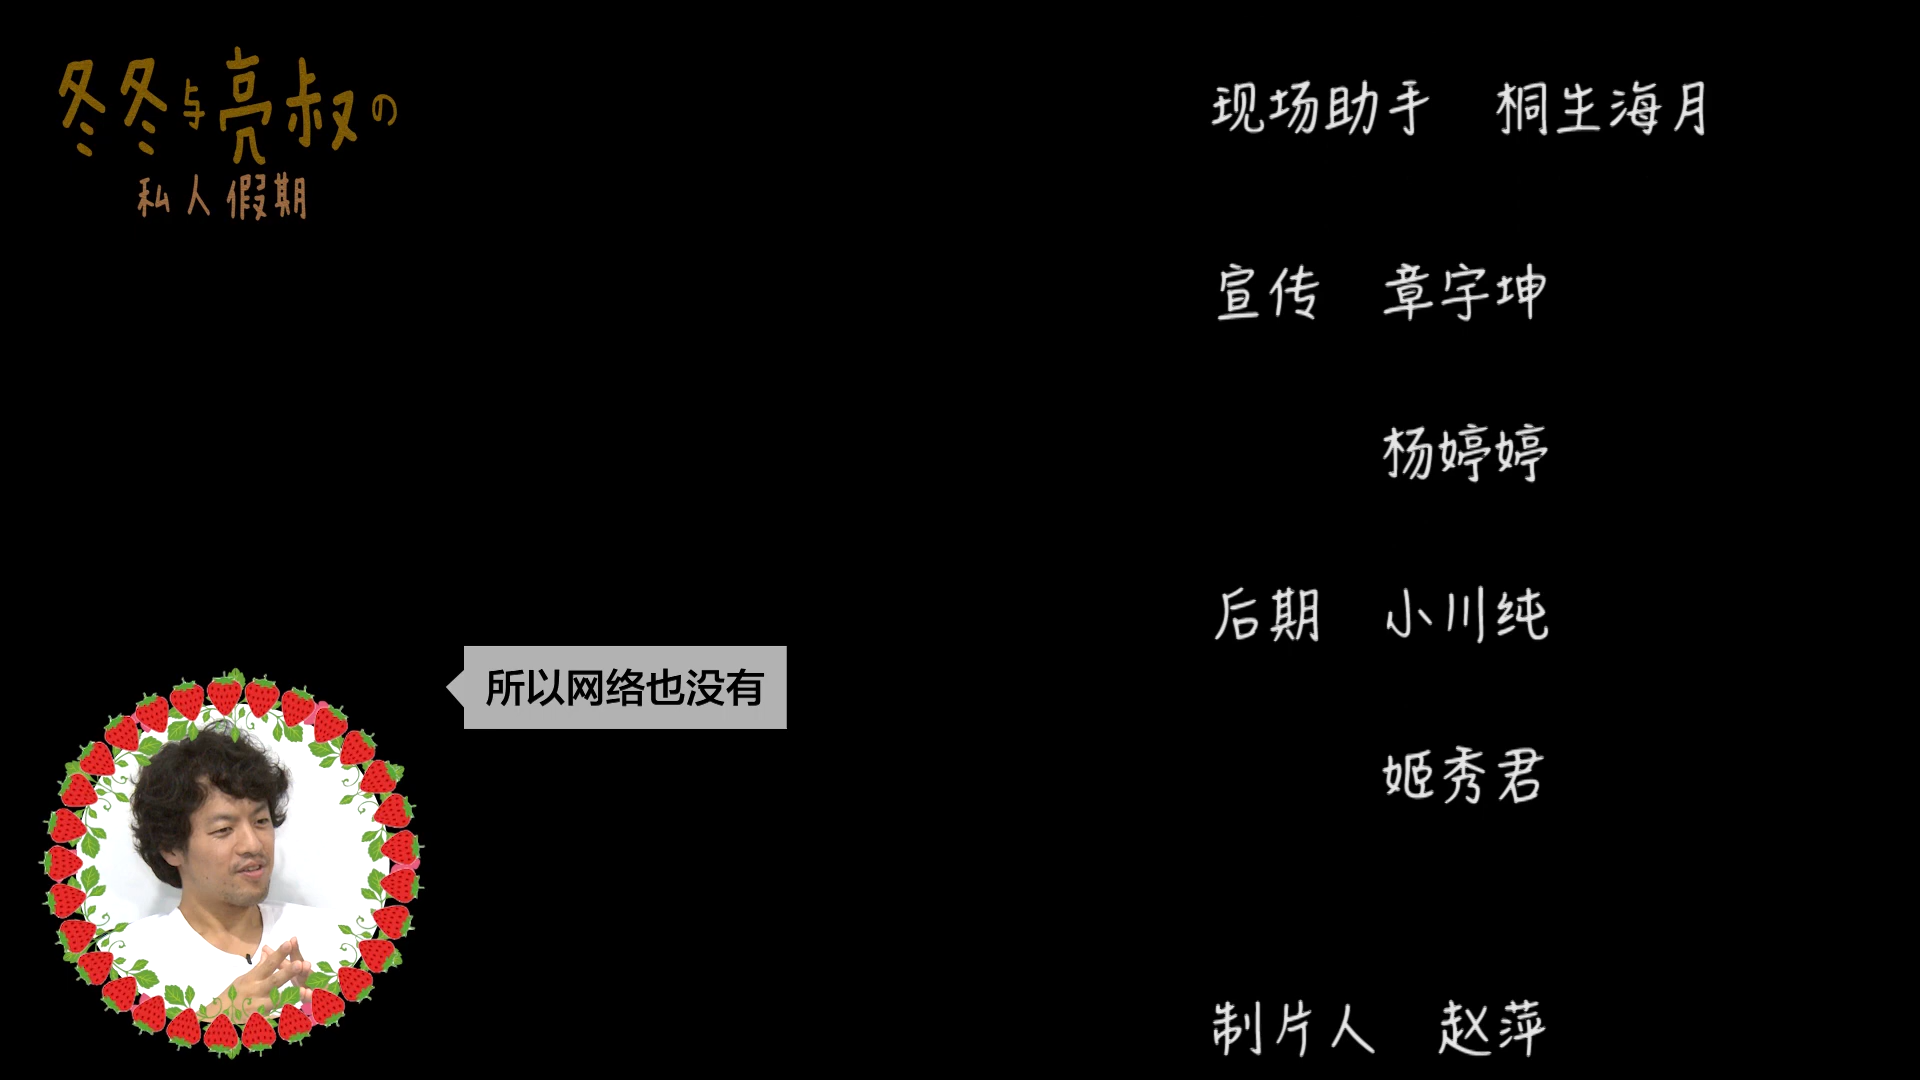 冬冬与亮叔の
私人假期
现场助手 桐生海月
宣传 章宇坤
杨婷婷
后期 小川纯
姬秀君
制片人 赵萍
所以网络也没有